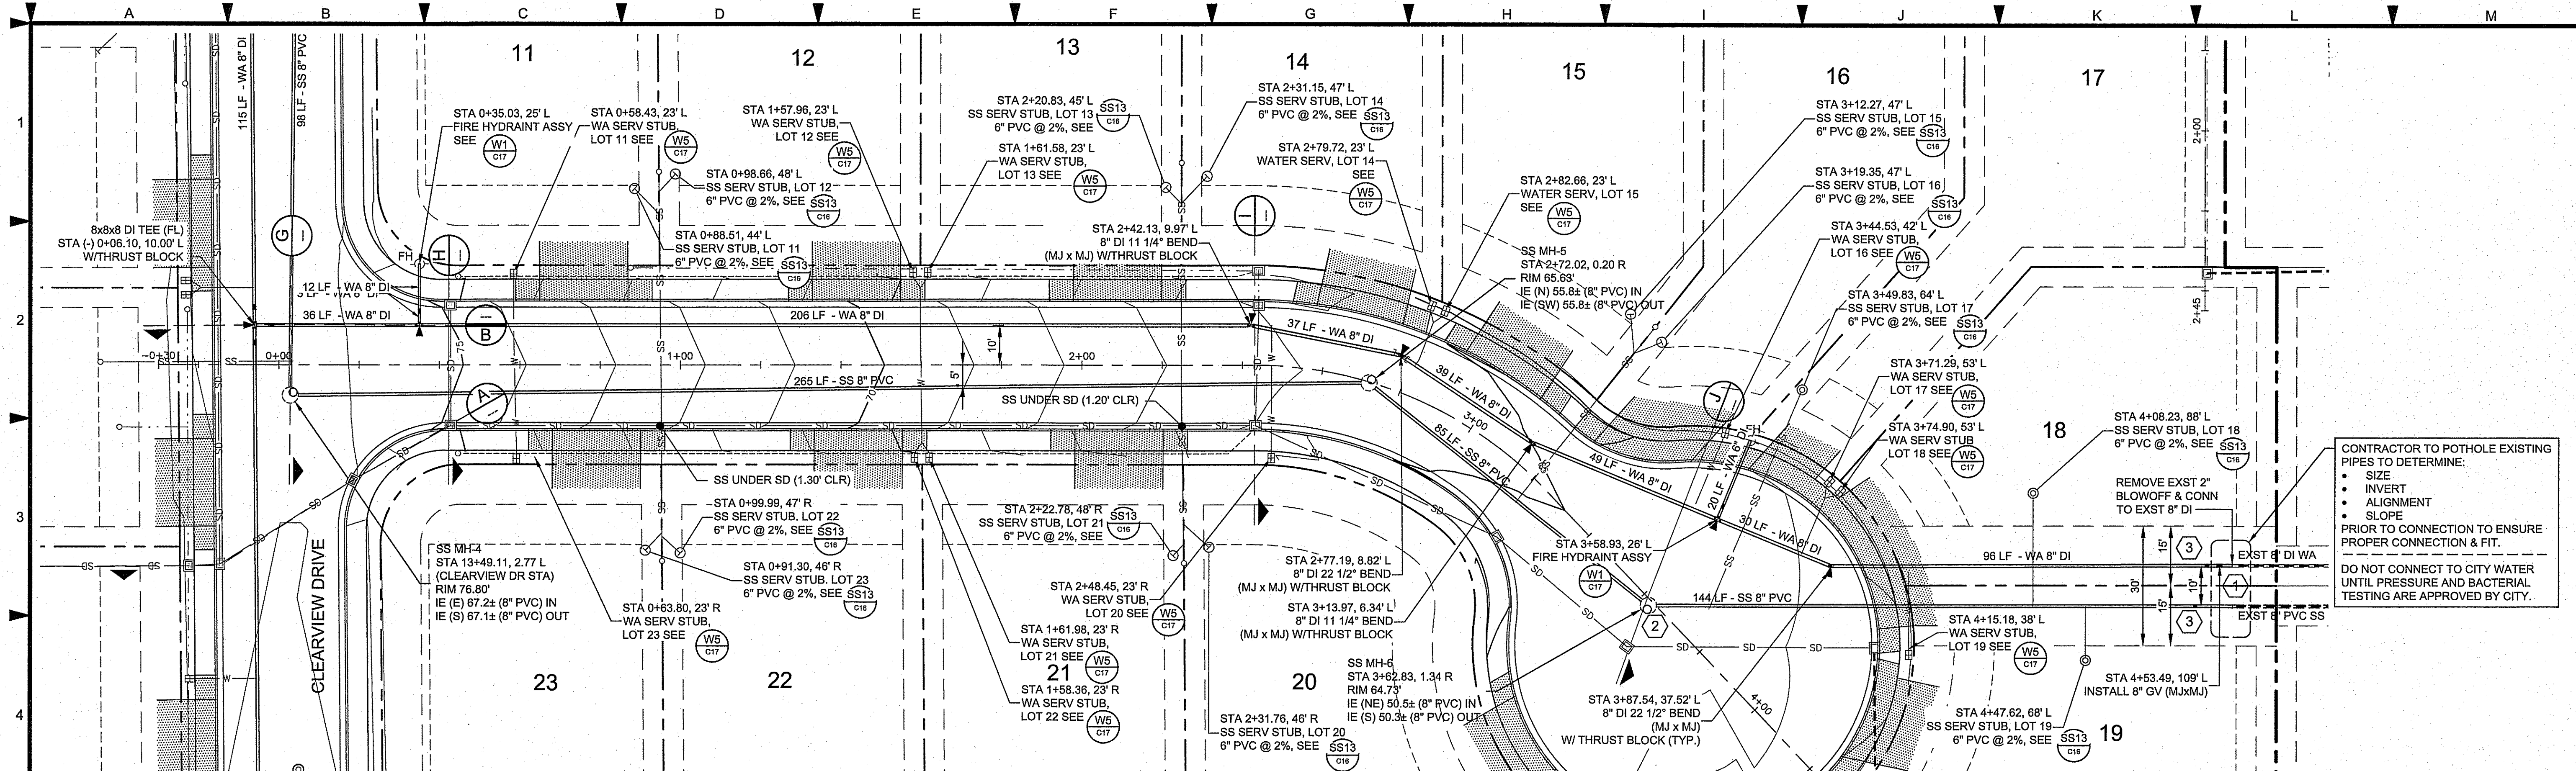 A B C D E F G H I J K L M
1
2
3
4
11
12
13
14
15
16
17
18
19
20
21
22
23
115 LF - WA 8" DI
98 LF - SS 8" PVC
STA 0+35.03, 25' L
FIRE HYDRAINT ASSY
SEE
W1
C17
STA 0+58.43, 23' L
WA SERV STUB,
LOT 11 SEE
W5
C17
STA 0+98.66, 48' L
SS SERV STUB, LOT 12
6" PVC @ 2%, SEE
SS13
C16
STA 0+88.51, 44' L
SS SERV STUB, LOT 11
6" PVC @ 2%, SEE
SS13
C16
STA 1+57.96, 23' L
WA SERV STUB,
LOT 12 SEE
W5
C17
STA 2+20.83, 45' L
SS SERV STUB, LOT 13
6" PVC @ 2%, SEE
SS13
C16
STA 1+61.58, 23' L
WA SERV STUB,
LOT 13 SEE
W5
C17
STA 2+31.15, 47' L
SS SERV STUB, LOT 14
6" PVC @ 2%, SEE
SS13
C16
STA 2+79.72, 23' L
WATER SERV, LOT 14
SEE
W5
C17
STA 2+42.13, 9.97' L
8" DI 11 1/4" BEND
(MJ x MJ) W/THRUST BLOCK
STA 2+82.66, 23' L
WATER SERV, LOT 15
SEE
W5
C17
SS MH-5
STA 2+72.02, 0.20 R
RIM 65.63'
IE (N) 55.8± (8" PVC) IN
IE (SW) 55.8± (8" PVC) OUT
STA 3+12.27, 47' L
SS SERV STUB, LOT 15
6" PVC @ 2%, SEE
SS13
C16
STA 3+19.35, 47' L
SS SERV STUB, LOT 16
6" PVC @ 2%, SEE
SS13
C16
STA 3+44.53, 42' L
WA SERV STUB,
LOT 16 SEE
W5
C17
STA 3+49.83, 64' L
SS SERV STUB, LOT 17
6" PVC @ 2%, SEE
SS13
C16
STA 3+71.29, 53' L
WA SERV STUB,
LOT 17 SEE
W5
C17
STA 3+74.90, 53' L
WA SERV STUB
LOT 18 SEE
W5
C17
8x8x8 DI TEE (FL)
STA (-) 0+06.10, 10.00' L
W/THRUST BLOCK
G
H
I
J
A
B
FH
FH
12 LF - WA 8" DI
36 LF - WA 8" DI
206 LF - WA 8" DI
37 LF - WA 8" DI
39 LF - WA 8" DI
49 LF - WA 8" DI
20 LF - WA 6" DI
30 LF - WA 8" DI
96 LF - WA 8" DI
265 LF - SS 8" PVC
85 LF - SS 8" PVC
144 LF - SS 8" PVC
-0+30
0+00
1+00
2+00
3+00
4+00
2+00
2+45
75
70
10'
5'
SS UNDER SD (1.20' CLR)
SS UNDER SD (1.30' CLR)
CLEARVIEW DRIVE
SS MH-4
STA 13+49.11, 2.77 L
(CLEARVIEW DR STA)
RIM 76.80'
IE (E) 67.2± (8" PVC) IN
IE (S) 67.1± (8" PVC) OUT
STA 0+63.80, 23' R
WA SERV STUB,
LOT 23 SEE
W5
C17
STA 0+99.99, 47' R
SS SERV STUB. LOT 22
6" PVC @ 2%, SEE
SS13
C16
STA 0+91.30, 46' R
SS SERV STUB. LOT 23
6" PVC @ 2%, SEE
SS13
C16
STA 2+22.78, 48' R
SS SERV STUB, LOT 21
6" PVC @ 2%, SEE
SS13
C16
STA 2+48.45, 23' R
WA SERV STUB,
LOT 20 SEE
W5
C17
STA 1+61.98, 23' R
WA SERV STUB,
LOT 21 SEE
W5
C17
STA 1+58.36, 23' R
WA SERV STUB,
LOT 22 SEE
W5
C17
STA 2+31.76, 46' R
SS SERV STUB, LOT 20
6" PVC @ 2%, SEE
SS13
C16
STA 2+77.19, 8.82' L
8" DI 22 1/2" BEND
(MJ x MJ) W/THRUST BLOCK
STA 3+13.97, 6.34' L
8" DI 11 1/4" BEND
(MJ x MJ) W/THRUST BLOCK
SS MH-6
STA 3+62.83, 1.34 R
RIM 64.73'
IE (NE) 50.5± (8" PVC) IN
IE (S) 50.3± (8" PVC) OUT
STA 3+58.93, 26' L
FIRE HYDRAINT ASSY
W1
C17
STA 3+87.54, 37.52' L
8" DI 22 1/2" BEND
(MJ x MJ)
W/ THRUST BLOCK (TYP.)
STA 4+15.18, 38' L
WA SERV STUB,
LOT 19 SEE
W5
C17
STA 4+47.62, 68' L
SS SERV STUB, LOT 19
6" PVC @ 2%, SEE
SS13
C16
STA 4+53.49, 109' L
INSTALL 8" GV (MJxMJ)
STA 4+08.23, 88' L
SS SERV STUB, LOT 18
6" PVC @ 2%, SEE
SS13
C16
REMOVE EXST 2"
BLOWOFF & CONN
TO EXST 8" DI
EXST 8" DI WA
EXST 8" PVC SS
30'
15'
15'
10'
1
2
3
3
CONTRACTOR TO POTHOLE EXISTING
PIPES TO DETERMINE:
• SIZE
• INVERT
• ALIGNMENT
• SLOPE
PRIOR TO CONNECTION TO ENSURE
PROPER CONNECTION & FIT.
DO NOT CONNECT TO CITY WATER
UNTIL PRESSURE AND BACTERIAL
TESTING ARE APPROVED BY CITY.